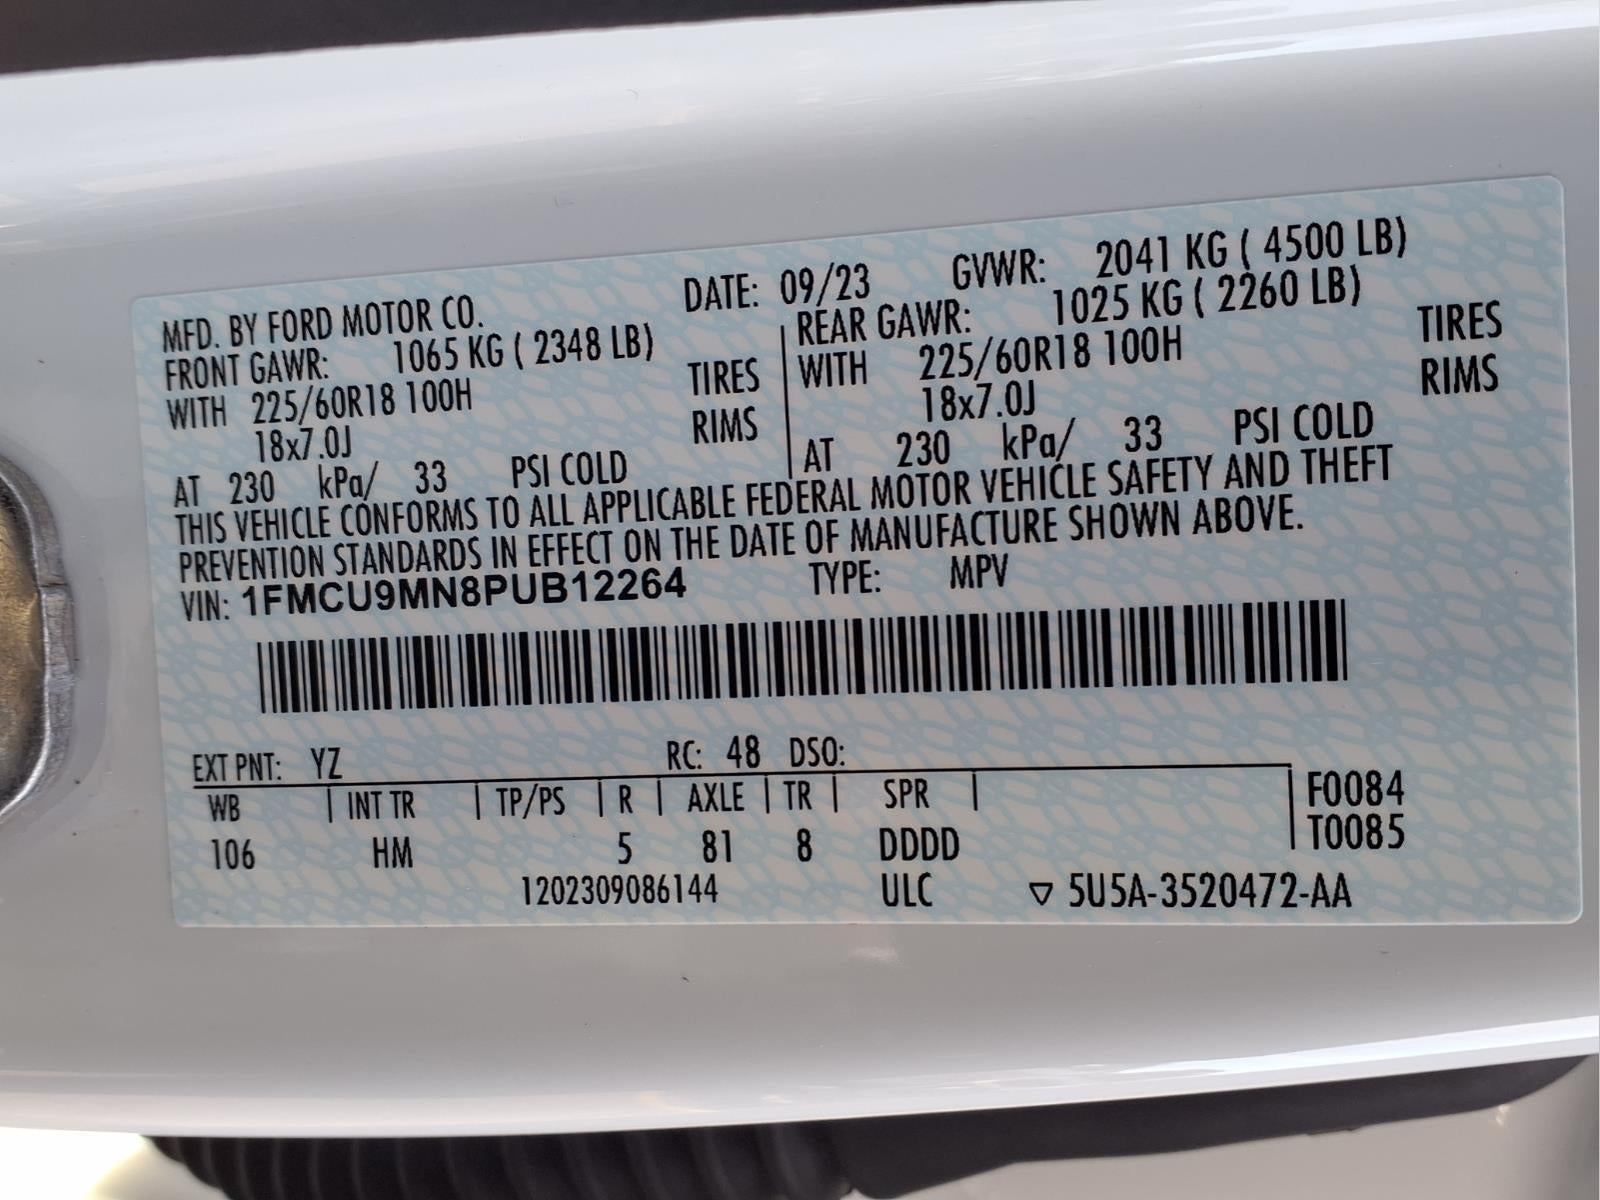 MFD. BY FORD MOTOR CO. DATE: 09/23 GVWR: 2041 KG ( 4500 LB)
FRONT GAWR: 1065 KG ( 2348 LB)
WITH 225/60R18 100H TIRES
18x7.0J RIMS
AT 230 kPa/ 33 PSI COLD
REAR GAWR: 1025 KG ( 2260 LB)
WITH 225/60R18 100H TIRES
18x7.0J RIMS
AT 230 kPa/ 33 PSI COLD
THIS VEHICLE CONFORMS TO ALL APPLICABLE FEDERAL MOTOR VEHICLE SAFETY AND THEFT
PREVENTION STANDARDS IN EFFECT ON THE DATE OF MANUFACTURE SHOWN ABOVE.
VIN: 1FMCU9MN8PUB12264 TYPE: MPV
EXT PNT: YZ RC: 48 DSO:
WB | INT TR | TP/PS | R | AXLE | TR | SPR | F0084
106 HM 5 81 8 DDDD T0085
1202309086144 ULC ▽ 5U5A-3520472-AA